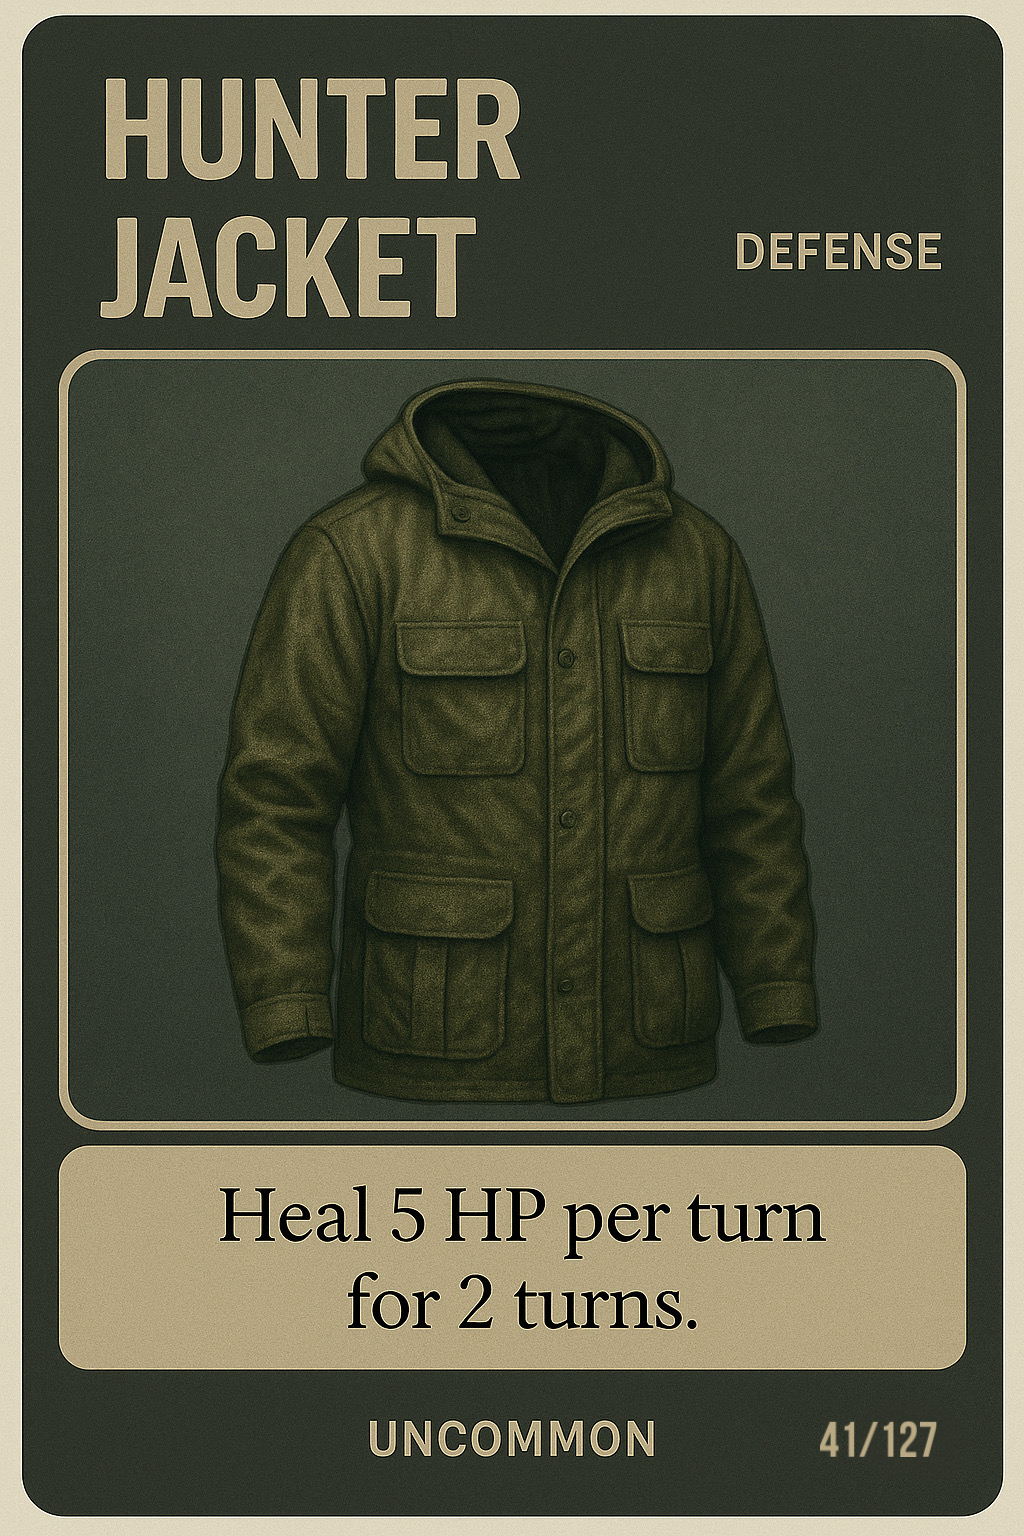 HUNTER
JACKET
DEFENSE
Heal 5 HP per turn
for 2 turns.
UNCOMMON
41/127